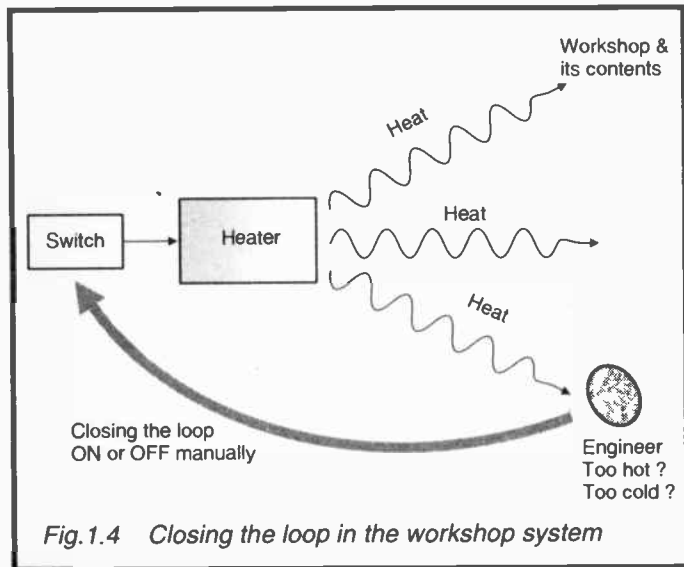 Workshop &
its contents
Heat
Switch
Heater
Heat
Heat
Closing the loop
ON or OFF manually
Engineer
Too hot ?
Too cold ?
Fig.1.4 Closing the loop in the workshop system